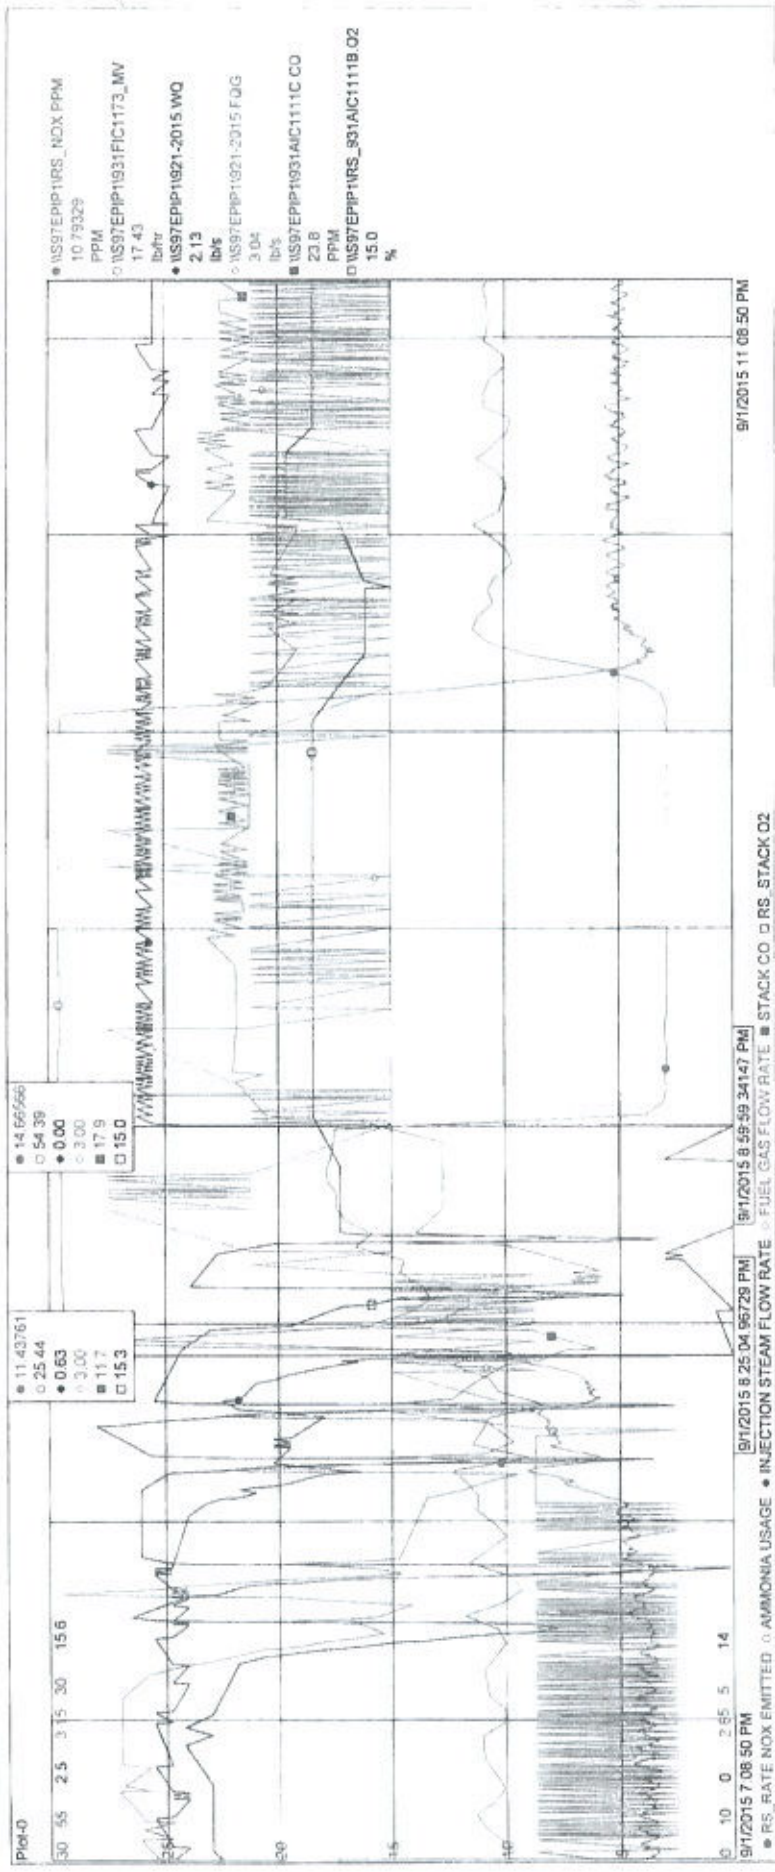 Plot-0
30 55 2.5 3.5 30 15.6
25
20
15
10
5
0 10 0 2.65 5 14
● 11.43761
○ 25.44
◆ 0.63
◇ 3.00
■ 11.7
□ 15.3
● 14.66566
○ 54.39
◆ 0.00
◇ 3.00
■ 17.9
□ 15.0
● \\S97EPIP1\RS_NOX PPM
10.79329
PPM
○ \\S97EPIP1\931FIC1173_MV
17.43
lb/hr
◆ \\S97EPIP1\921-2015.WQ
2.13
lb/s
◇ \\S97EPIP1\921-2015.FQG
3.04
lb/s
■ \\S97EPIP1\931AIC1111C.CO
23.8
PPM
□ \\S97EPIP1\RS_931AIC1111B.O2
15.0
%
9/1/2015 7:08:50 PM
9/1/2015 8:25:04.96729 PM
9/1/2015 8:59:59.34147 PM
9/1/2015 11:08:50 PM
● RS_RATE NOX EMITTED ○ AMMONIA USAGE ◆ INJECTION STEAM FLOW RATE ◇ FUEL GAS FLOW RATE ■ STACK CO □ RS_STACK O2